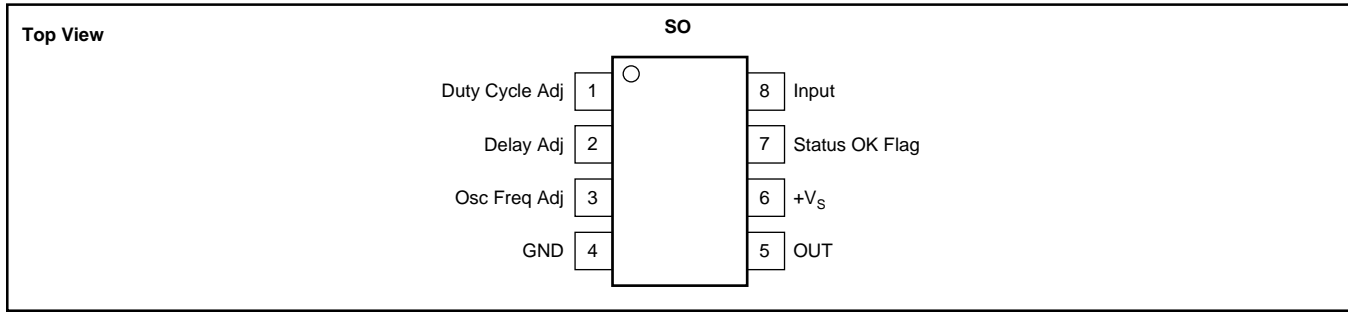 Top View
SO
Duty Cycle Adj 1
8 Input
Delay Adj 2
7 Status OK Flag
Osc Freq Adj 3
6 +VS
GND 4
5 OUT